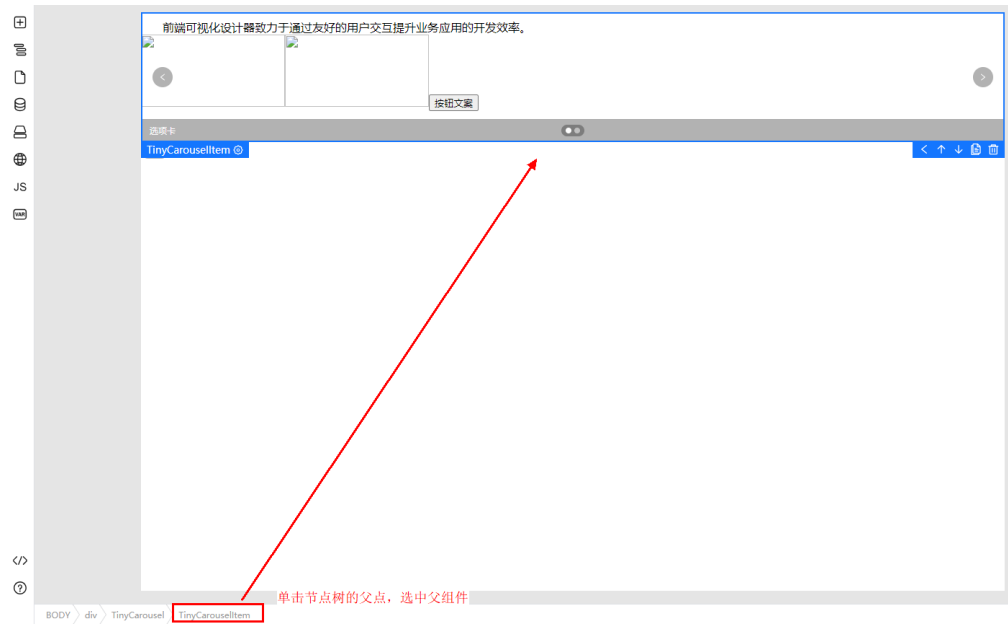 前端可视化设计器致力于通过友好的用户交互提升业务应用的开发效率。
按钮文案
选项卡
TinyCarouselItem
JS
VAR
单击节点树的父点，选中父组件
BODY div TinyCarousel TinyCarouselItem